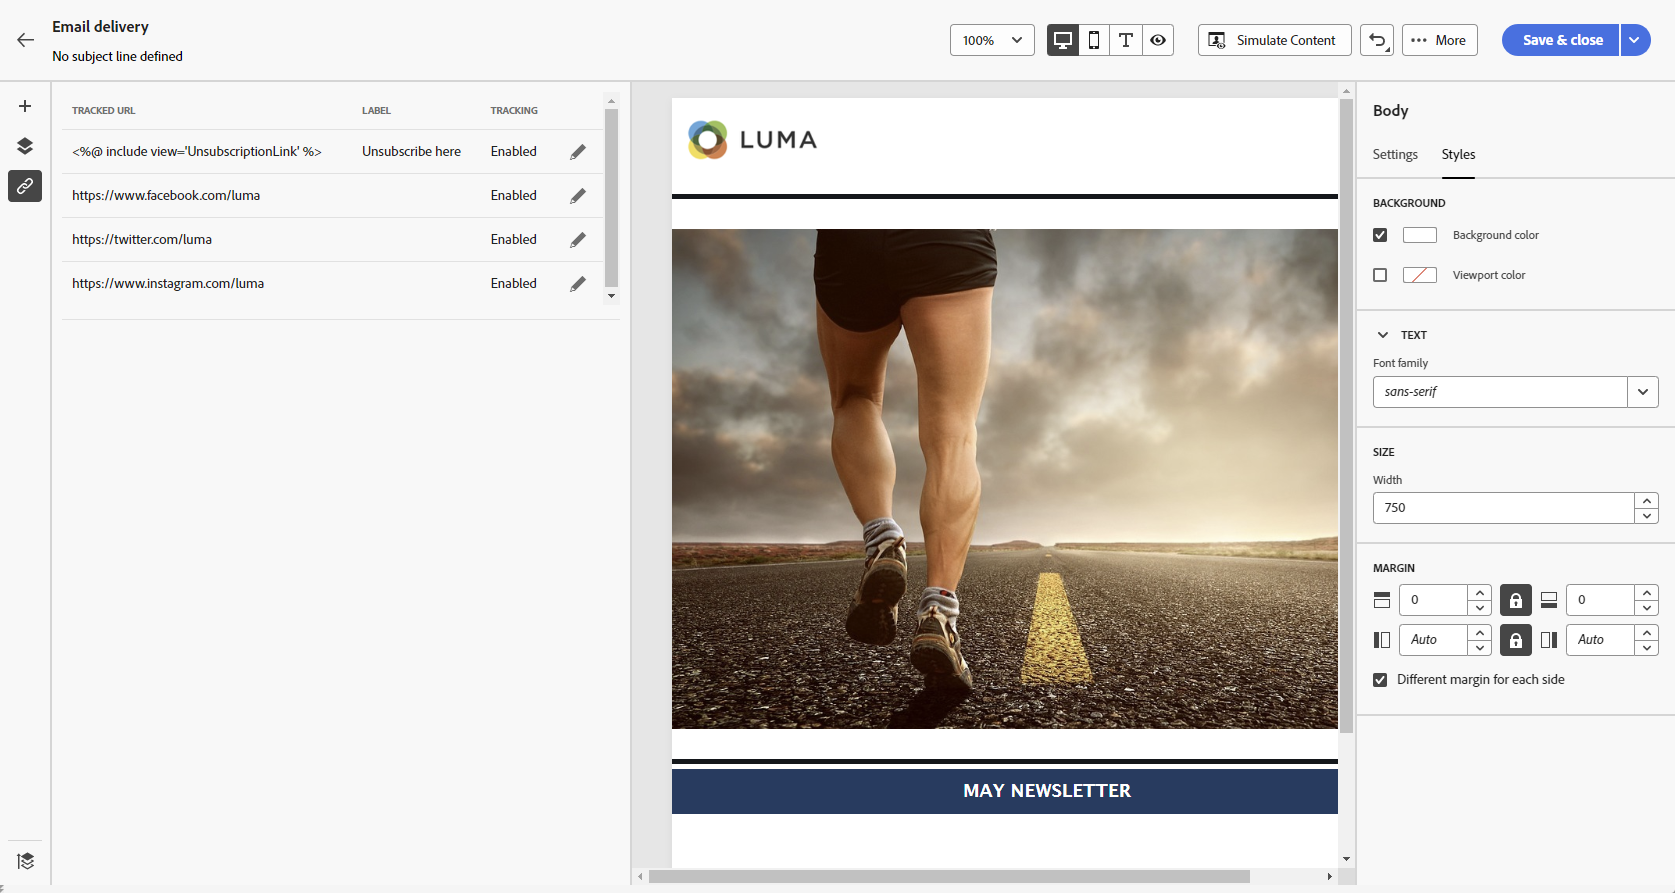 Email delivery
No subject line defined
100%
Simulate Content
More
Save & close
TRACKED URL LABEL TRACKING
<%@ include view='UnsubscriptionLink' %> Unsubscribe here Enabled
https://www.facebook.com/luma Enabled
https://twitter.com/luma Enabled
https://www.instagram.com/luma Enabled
LUMA
MAY NEWSLETTER
Body
Settings Styles
BACKGROUND
Background color
Viewport color
TEXT
Font family
sans-serif
SIZE
Width
750
MARGIN
0 0
Auto Auto
Different margin for each side